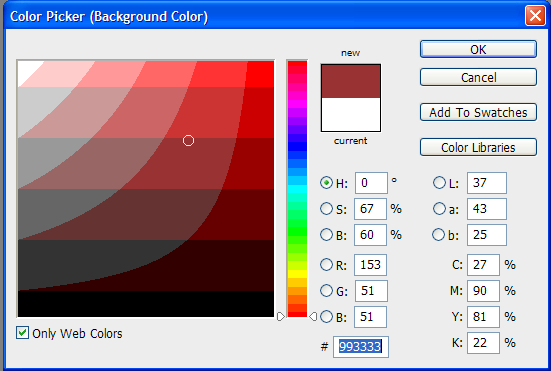 Color Picker (Background Color)
new
current
OK
Cancel
Add To Swatches
Color Libraries
H: 0 °
S: 67 %
B: 60 %
R: 153
G: 51
B: 51
# 993333
L: 37
a: 43
b: 25
C: 27 %
M: 90 %
Y: 81 %
K: 22 %
Only Web Colors